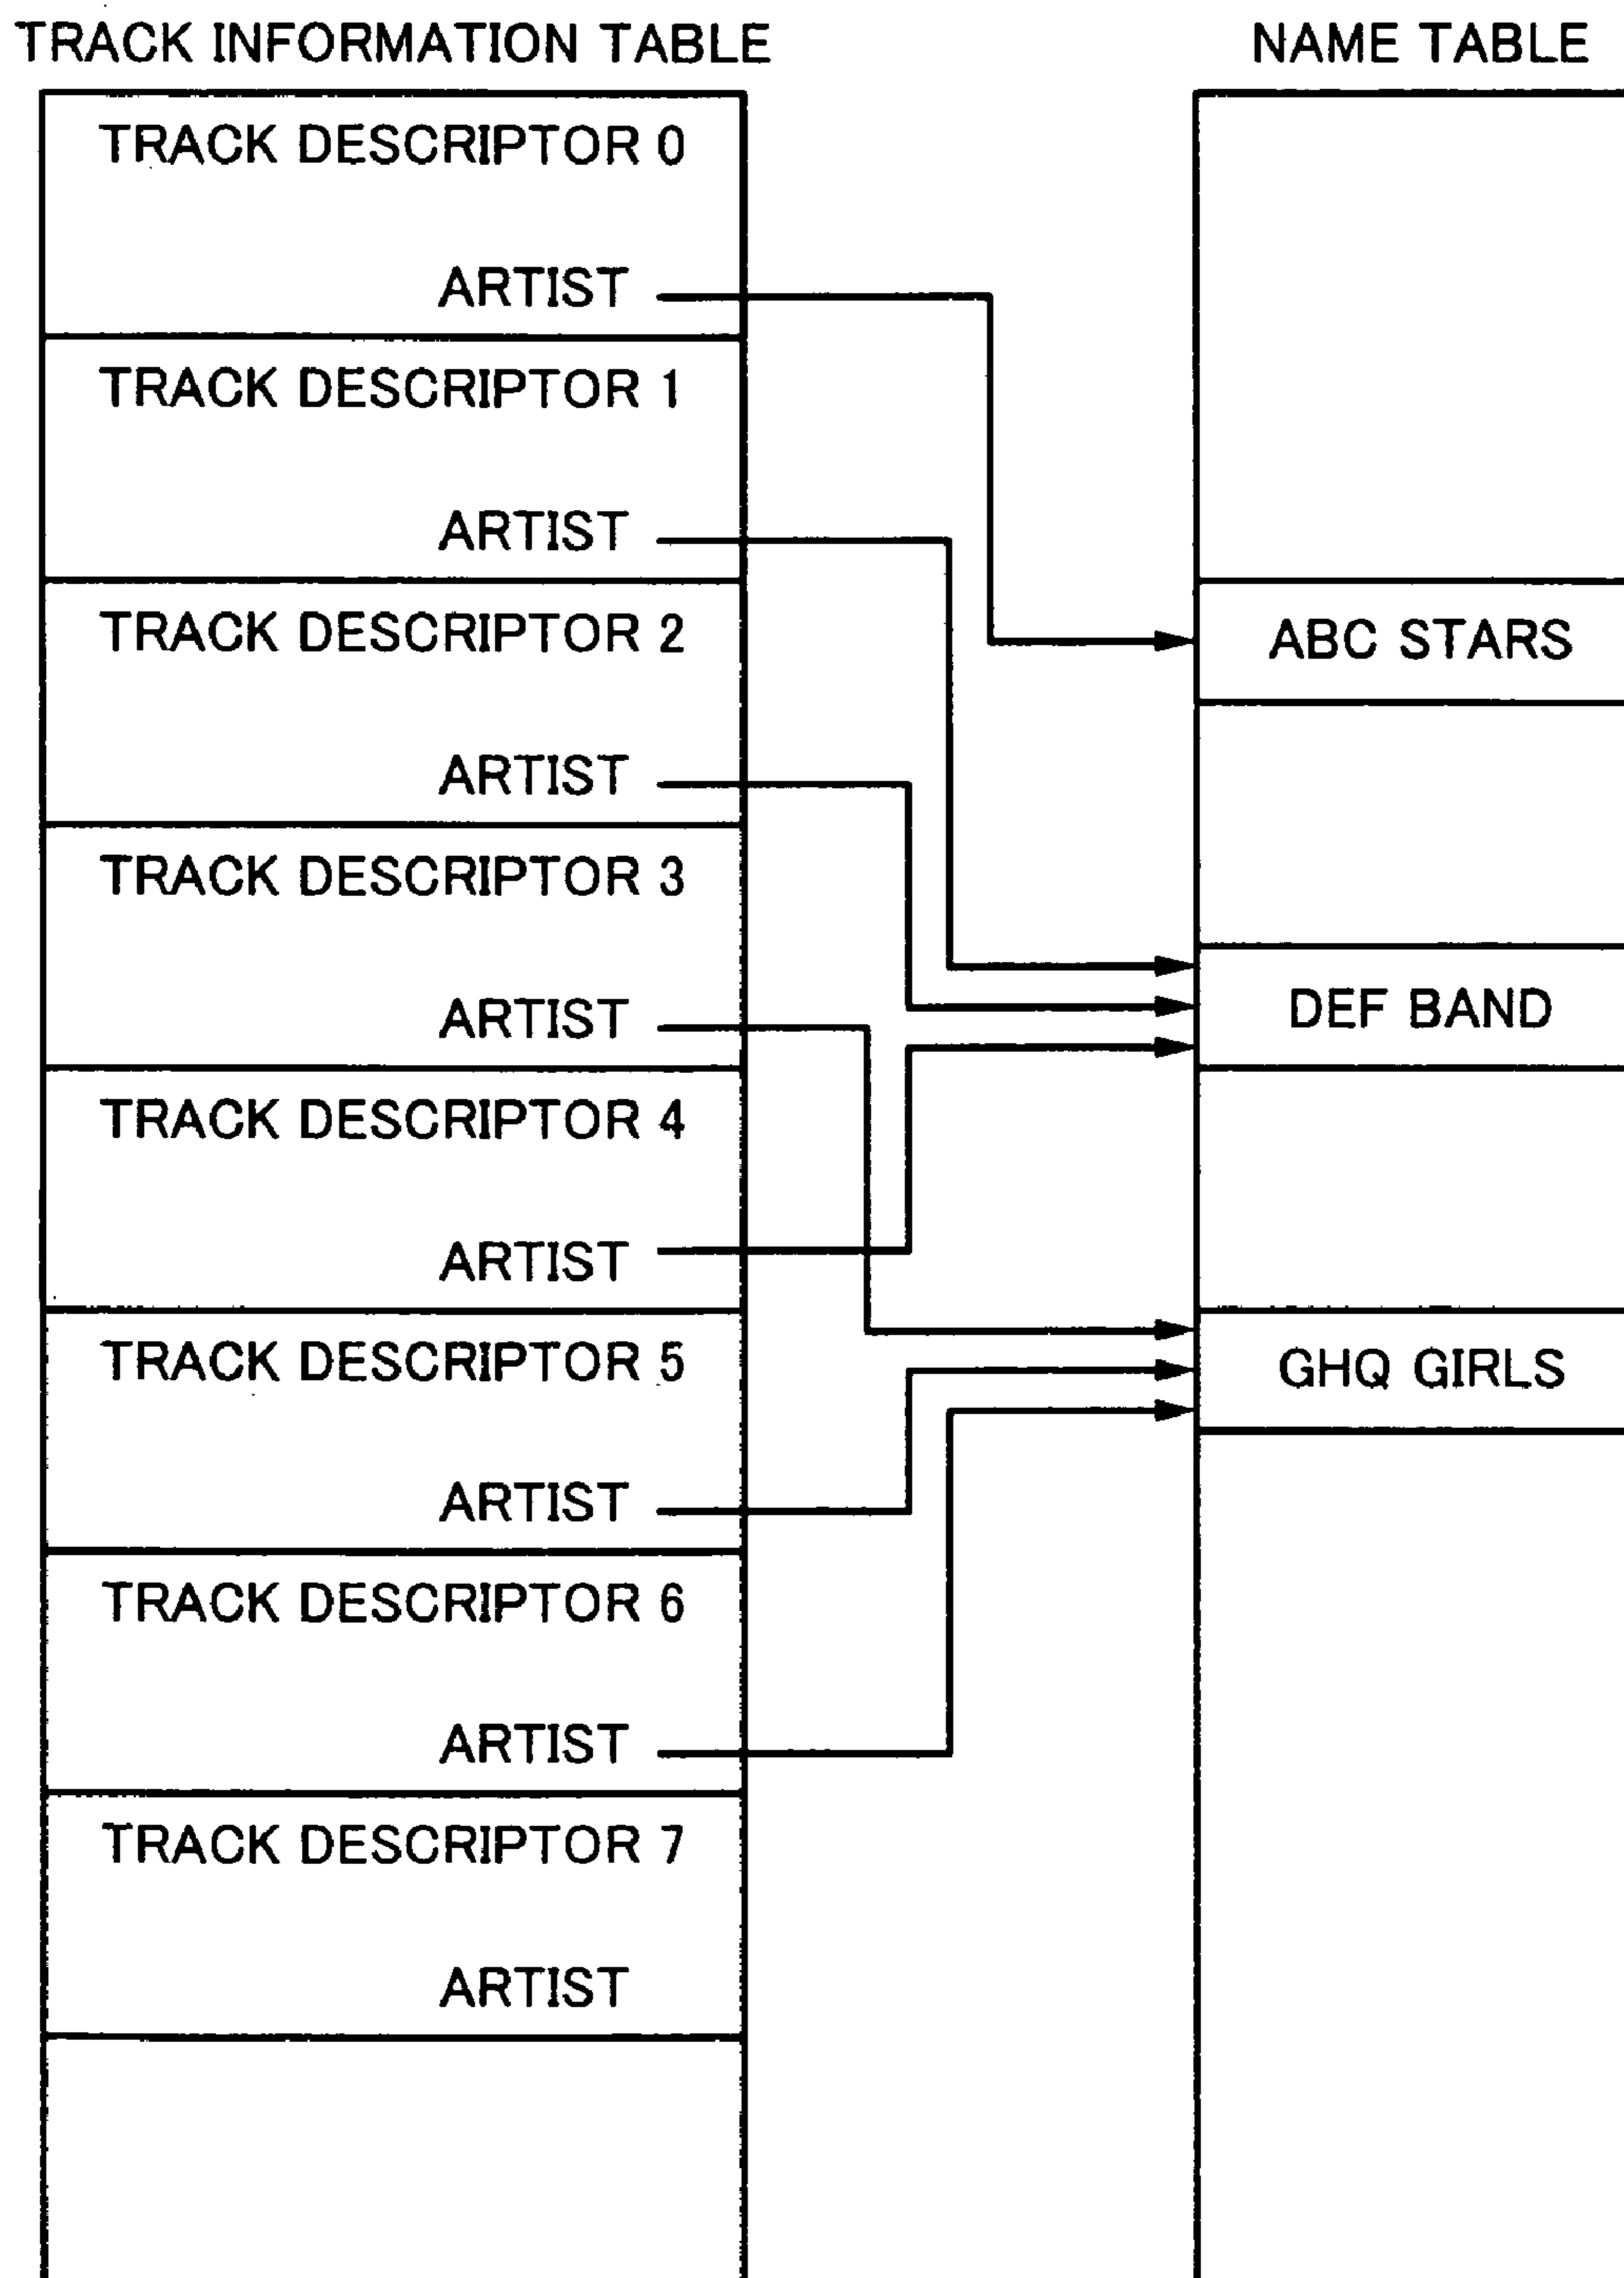 TRACK INFORMATION TABLE
TRACK DESCRIPTOR 0
ARTIST
TRACK DESCRIPTOR 1
ARTIST
TRACK DESCRIPTOR 2
ARTIST
TRACK DESCRIPTOR 3
ARTIST
TRACK DESCRIPTOR 4
ARTIST
TRACK DESCRIPTOR 5
ARTIST
TRACK DESCRIPTOR 6
ARTIST
TRACK DESCRIPTOR 7
ARTIST
NAME TABLE
ABC STARS
DEF BAND
GHQ GIRLS